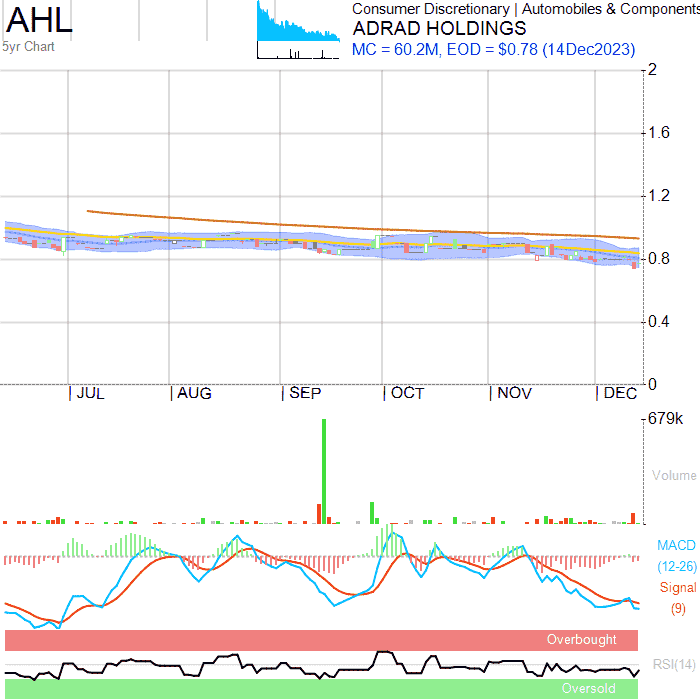 AHL
5yr Chart
Consumer Discretionary | Automobiles & Components
ADRAD HOLDINGS
MC = 60.2M, EOD = $0.78 (14Dec2023)
2
1.6
1.2
0.8
0.4
0
| JUL | AUG | SEP | OCT | NOV | DEC
679k
Volume
MACD
(12-26)
Signal
(9)
Overbought
RSI(14)
Oversold